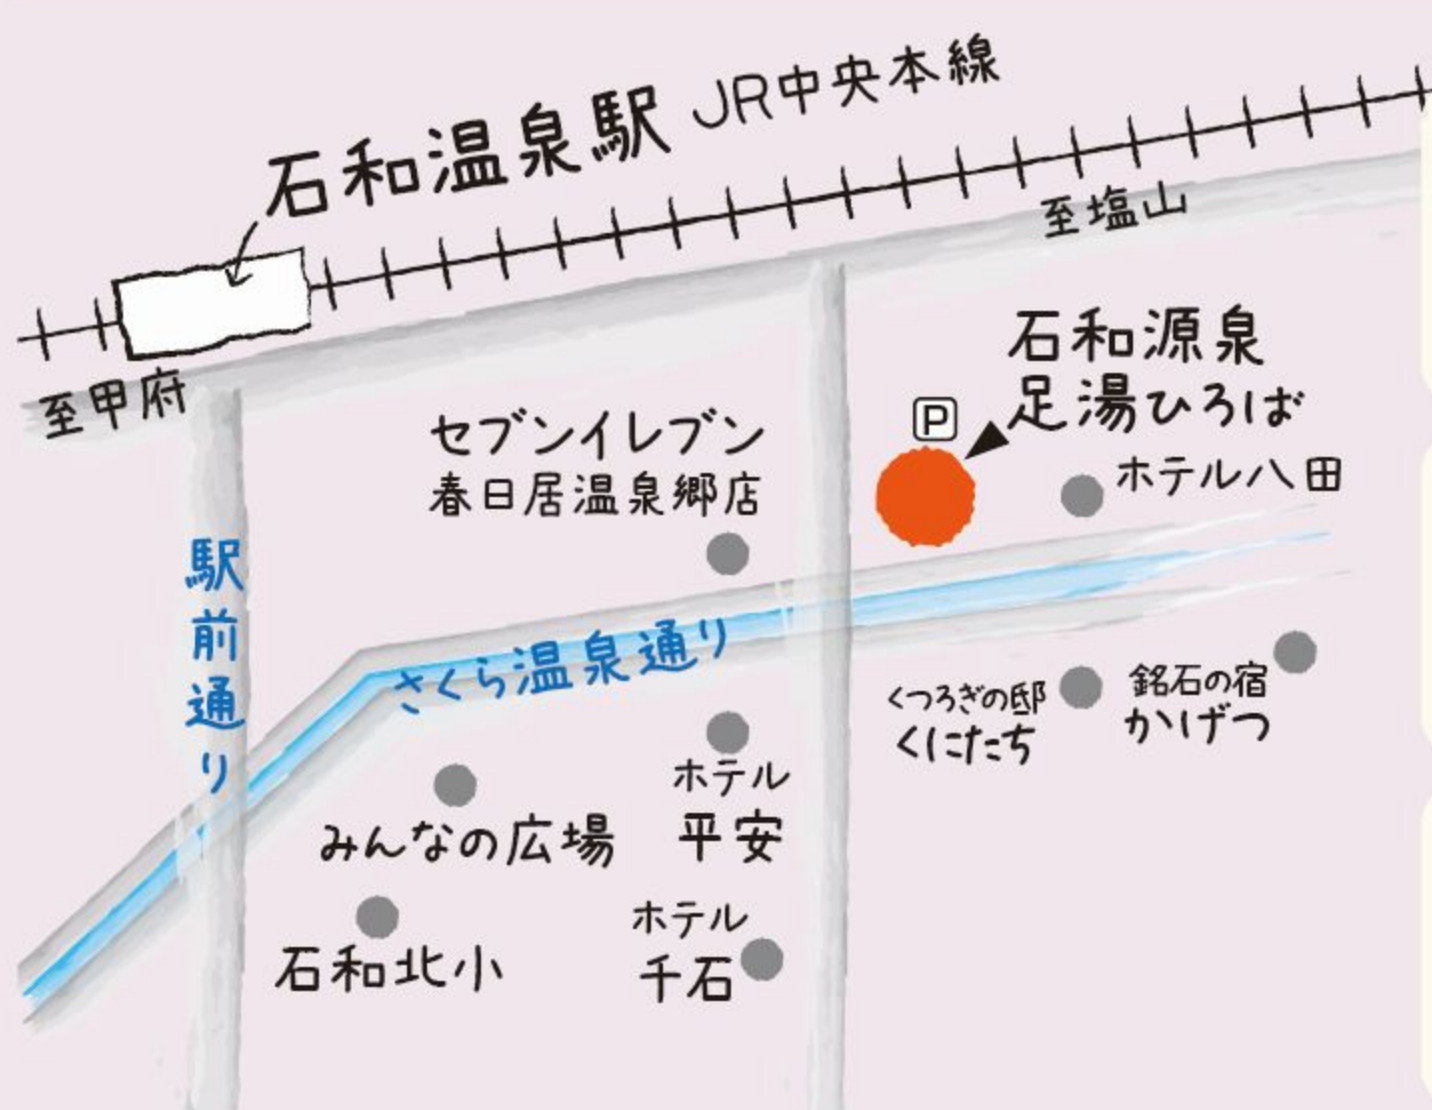 石和温泉駅
JR中央本線
至塩山
至甲府
石和源泉
足湯ひろば
P
セブンイレブン
春日居温泉郷店
ホテル八田
駅前通り
さくら温泉通り
くつろぎの邸
くにたち
銘石の宿
かげつ
ホテル
平安
みんなの広場
ホテル
千石
石和北小